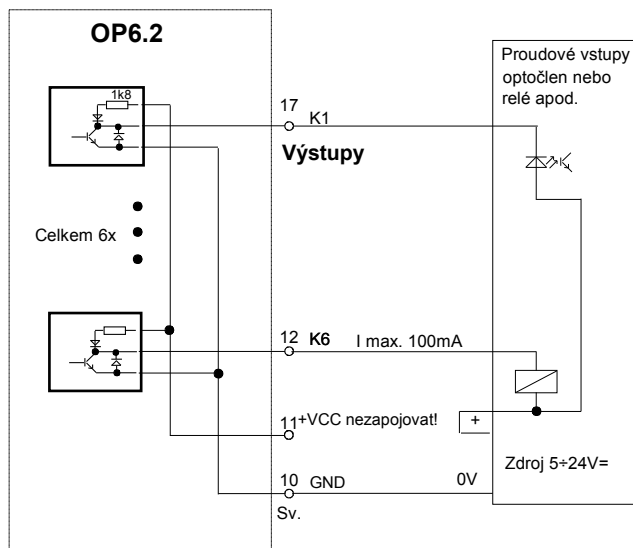 OP6.2
Proudové vstupy
optočlen nebo
relé apod.
1k8
17
K1
Výstupy
Celkem 6x
12
K6
I max. 100mA
11
+VCC nezapojovat!
+
Zdroj 5÷24V=
10
GND
0V
Sv.